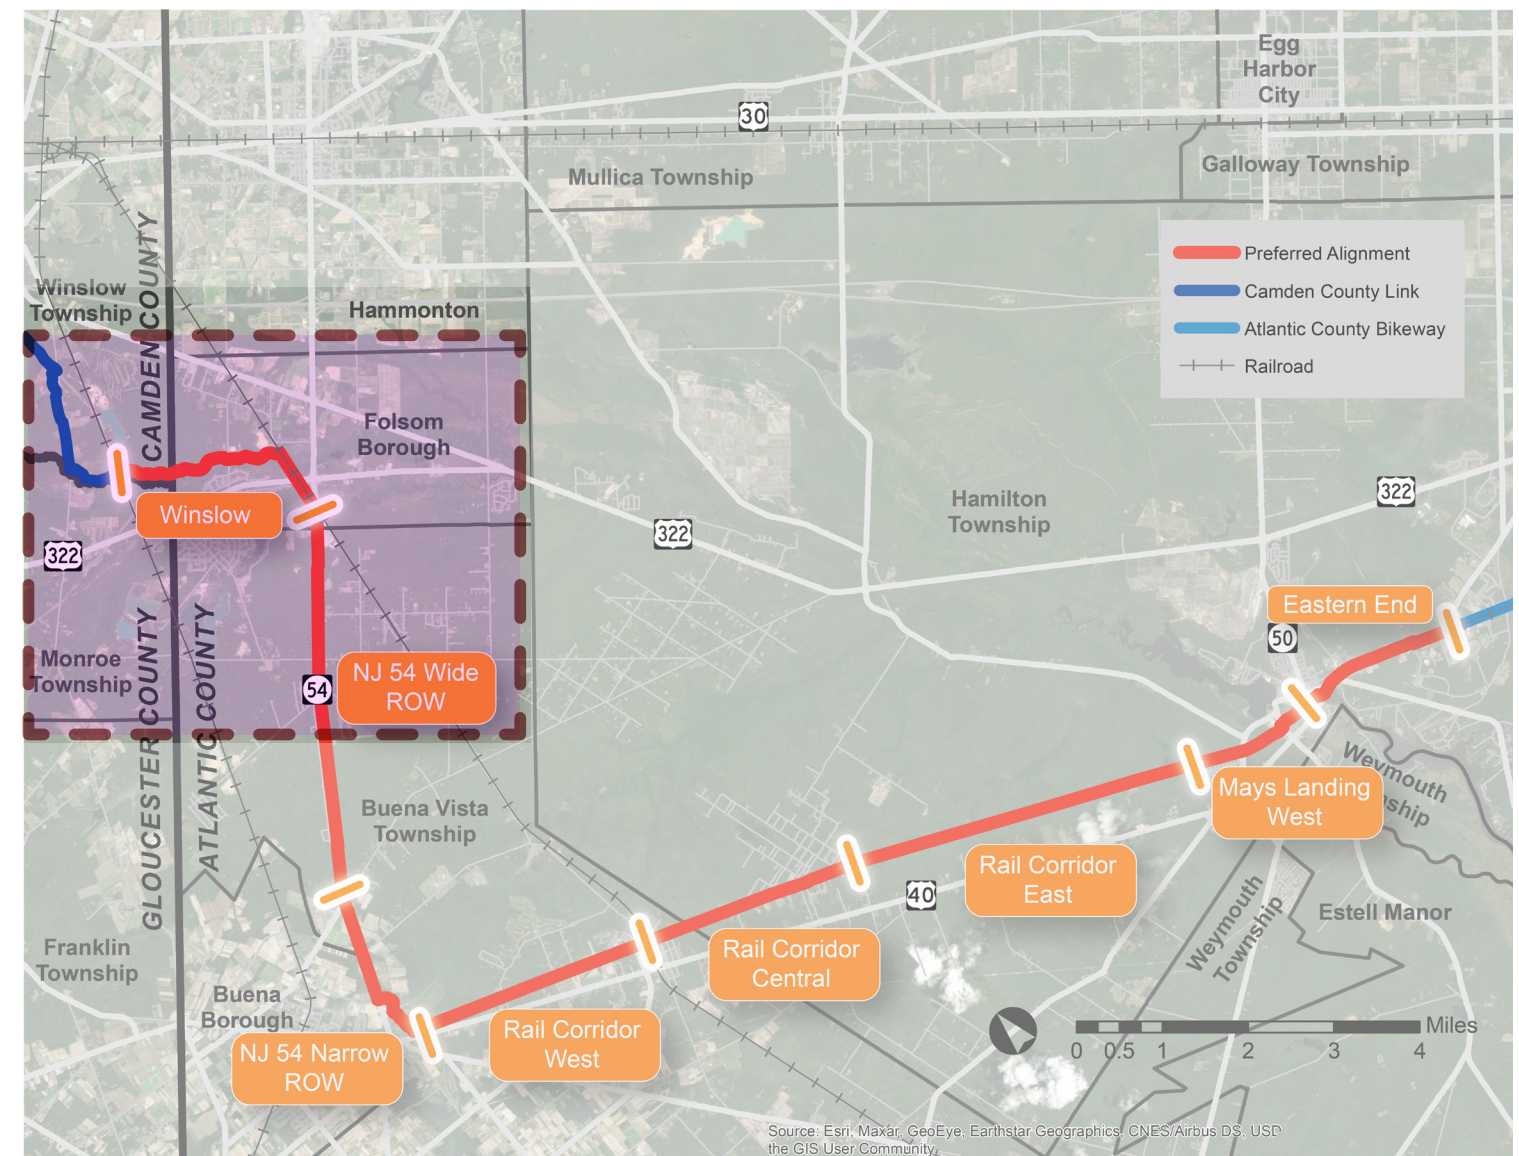 Egg
Harbor
City
30
Mullica Township
Galloway Township
CAMDEN COUNTY
Preferred Alignment
Camden County Link
Atlantic County Bikeway
Railroad
Winslow
Township
Hammonton
Folsom
Borough
322
Hamilton
Township
Winslow
322
322
Eastern End
50
GLOUCESTER COUNTY
ATLANTIC COUNTY
Monroe
Township
54
NJ 54 Wide
ROW
Weymouth
Township
Mays Landing
West
Buena Vista
Township
Rail Corridor
East
40
Weymouth
Township
Estell Manor
Franklin
Township
Rail Corridor
Central
Buena
Borough
Rail Corridor
West
NJ 54 Narrow
ROW
Miles
0 0.5 1 2 3 4
Source: Esri, Maxar, GeoEye, Earthstar Geographics, CNES/Airbus DS, USD
the GIS User Community,